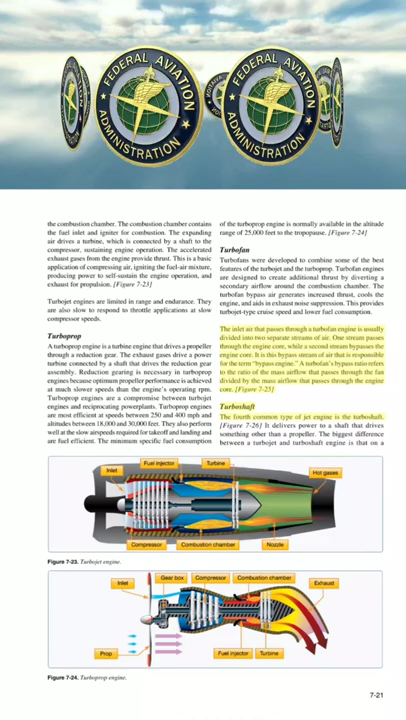 FEDERAL AVIATION
ADMINISTRATION
FEDERAL AVIATION
ADMINISTRATION
the combustion chamber. The combustion chamber contains
the fuel inlet and igniter for combustion. The expanding
air drives a turbine, which is connected by a shaft to the
compressor, sustaining engine operation. The accelerated
exhaust gases from the engine provide thrust. This is a basic
application of compressing air, igniting the fuel-air mixture,
producing power to self-sustain the engine operation, and
exhaust for propulsion. [Figure 7-23]
Turbojet engines are limited in range and endurance. They
are also slow to respond to throttle applications at slow
compressor speeds.
Turboprop
A turboprop engine is a turbine engine that drives a propeller
through a reduction gear. The exhaust gases drive a power
turbine connected by a shaft that drives the reduction gear
assembly. Reduction gearing is necessary in turboprop
engines because optimum propeller performance is achieved
at much slower speeds than the engine's operating rpm.
Turboprop engines are a compromise between turbojet
engines and reciprocating powerplants. Turboprop engines
are most efficient at speeds between 250 and 400 mph and
altitudes between 18,000 and 30,000 feet. They also perform
well at the slow airspeeds required for takeoff and landing and
are fuel efficient. The minimum specific fuel consumption
of the turboprop engine is normally available in the altitude
range of 25,000 feet to the tropopause. [Figure 7-24]
Turbofan
Turbofans were developed to combine some of the best
features of the turbojet and the turboprop. Turbofan engines
are designed to create additional thrust by diverting a
secondary airflow around the combustion chamber. The
turbofan bypass air generates increased thrust, cools the
engine, and aids in exhaust noise suppression. This provides
turbojet-type cruise speed and lower fuel consumption.
The inlet air that passes through a turbofan engine is usually
divided into two separate streams of air. One stream passes
through the engine core, while a second stream bypasses the
engine core. It is this bypass stream of air that is responsible
for the term "bypass engine." A turbofan's bypass ratio refers
to the ratio of the mass airflow that passes through the fan
divided by the mass airflow that passes through the engine
core. [Figure 7-25]
Turboshaft
The fourth common type of jet engine is the turboshaft.
[Figure 7-26] It delivers power to a shaft that drives
something other than a propeller. The biggest difference
between a turbojet and turboshaft engine is that on a
Inlet
Fuel injector
Turbine
Hot gases
Compressor
Combustion chamber
Nozzle
Figure 7-23. Turbojet engine.
Inlet
Gear box
Compressor
Combustion chamber
Exhaust
Prop
Fuel injector
Turbine
Figure 7-24. Turboprop engine.
7-21